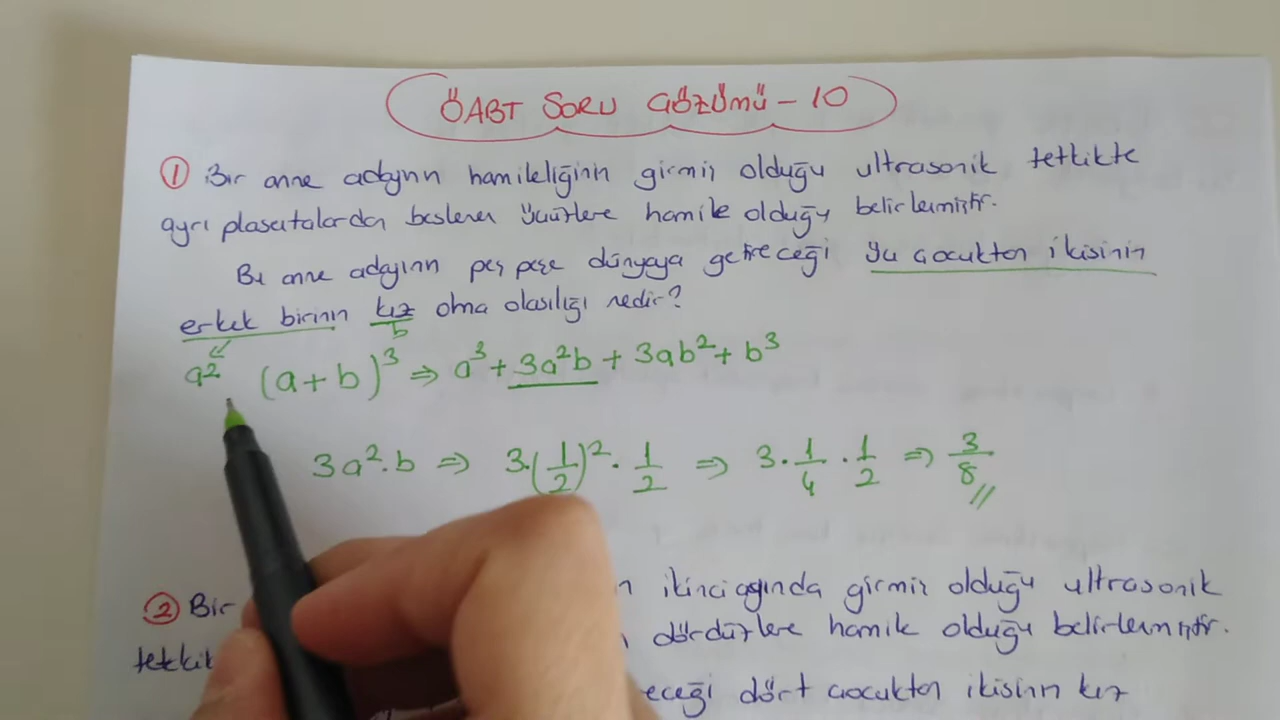 ÖABT SORU ÇÖZÜMÜ - 10
① Bir anne adayının hamileliğinin girmiş olduğu ultrasonik tetkikte
ayrı plasentalardan beslenen üçüzlere hamile olduğu belirlenmiştir.
Bu anne adayının peş peşe dünyaya getireceği üç çocuktan ikisinin
erkek birinin kız olma olasılığı nedir?
b
a² (a+b)³ ⇒ a³ + 3a²b + 3ab² + b³
3a².b ⇒ 3.(1/2)² . 1/2 ⇒ 3 . 1/4 . 1/2 ⇒ 3/8 //
② Bir ikinci ayında girmiş olduğu ultrasonik
tetkik dördüzlere hamile olduğu belirlenmiştir.
eceği dört çocuktan ikisinin kız